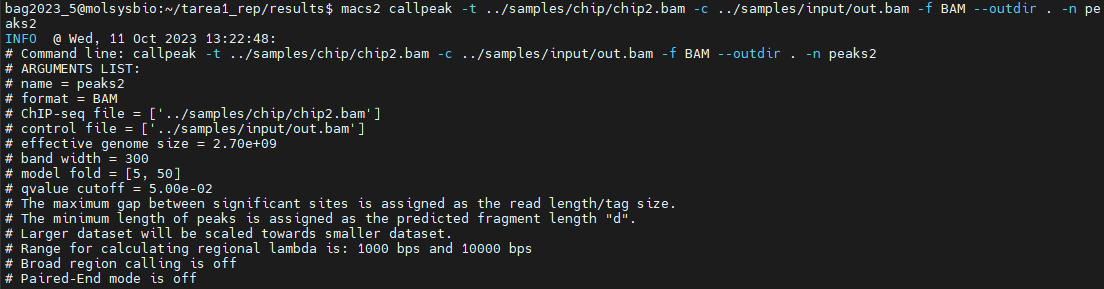 bag2023_5@molsysbio:~/tarea1_rep/results$ macs2 callpeak -t ../samples/chip/chip2.bam -c ../samples/input/out.bam -f BAM --outdir . -n pe
aks2
INFO  @ Wed, 11 Oct 2023 13:22:48:
# Command line: callpeak -t ../samples/chip/chip2.bam -c ../samples/input/out.bam -f BAM --outdir . -n peaks2
# ARGUMENTS LIST:
# name = peaks2
# format = BAM
# ChIP-seq file = ['../samples/chip/chip2.bam']
# control file = ['../samples/input/out.bam']
# effective genome size = 2.70e+09
# band width = 300
# model fold = [5, 50]
# qvalue cutoff = 5.00e-02
# The maximum gap between significant sites is assigned as the read length/tag size.
# The minimum length of peaks is assigned as the predicted fragment length "d".
# Larger dataset will be scaled towards smaller dataset.
# Range for calculating regional lambda is: 1000 bps and 10000 bps
# Broad region calling is off
# Paired-End mode is off